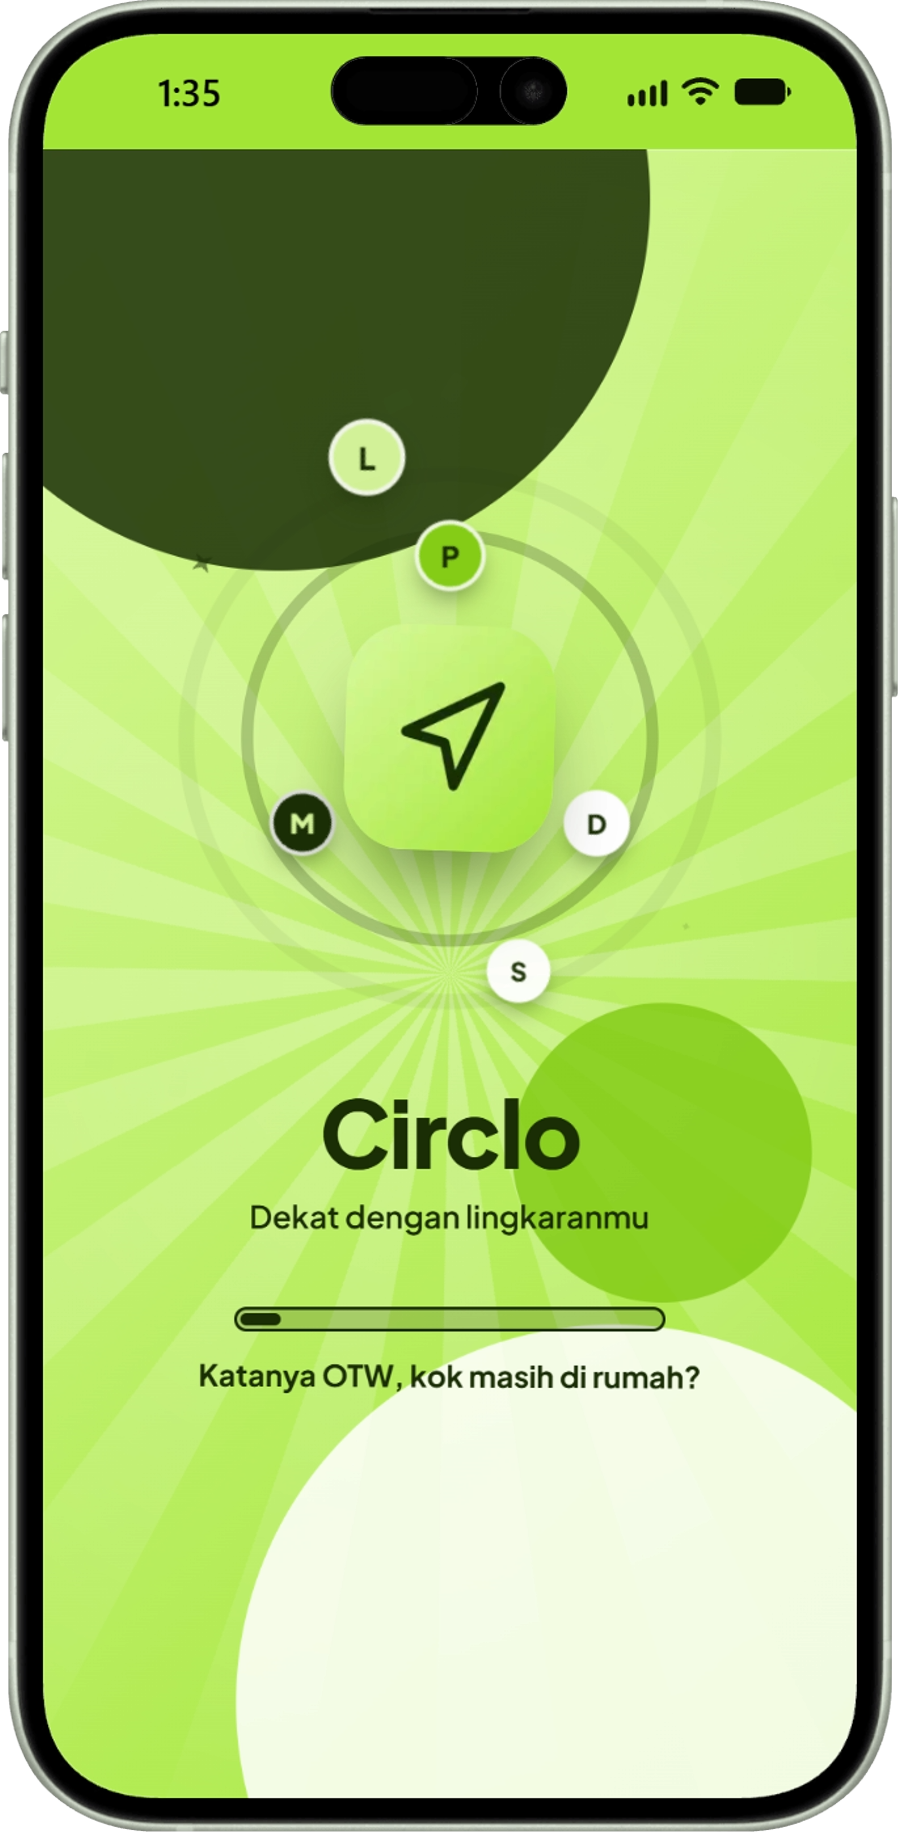 1:35
L
P
M
D
S
Circlo
Dekat dengan lingkaranmu
Katanya OTW, kok masih di rumah?